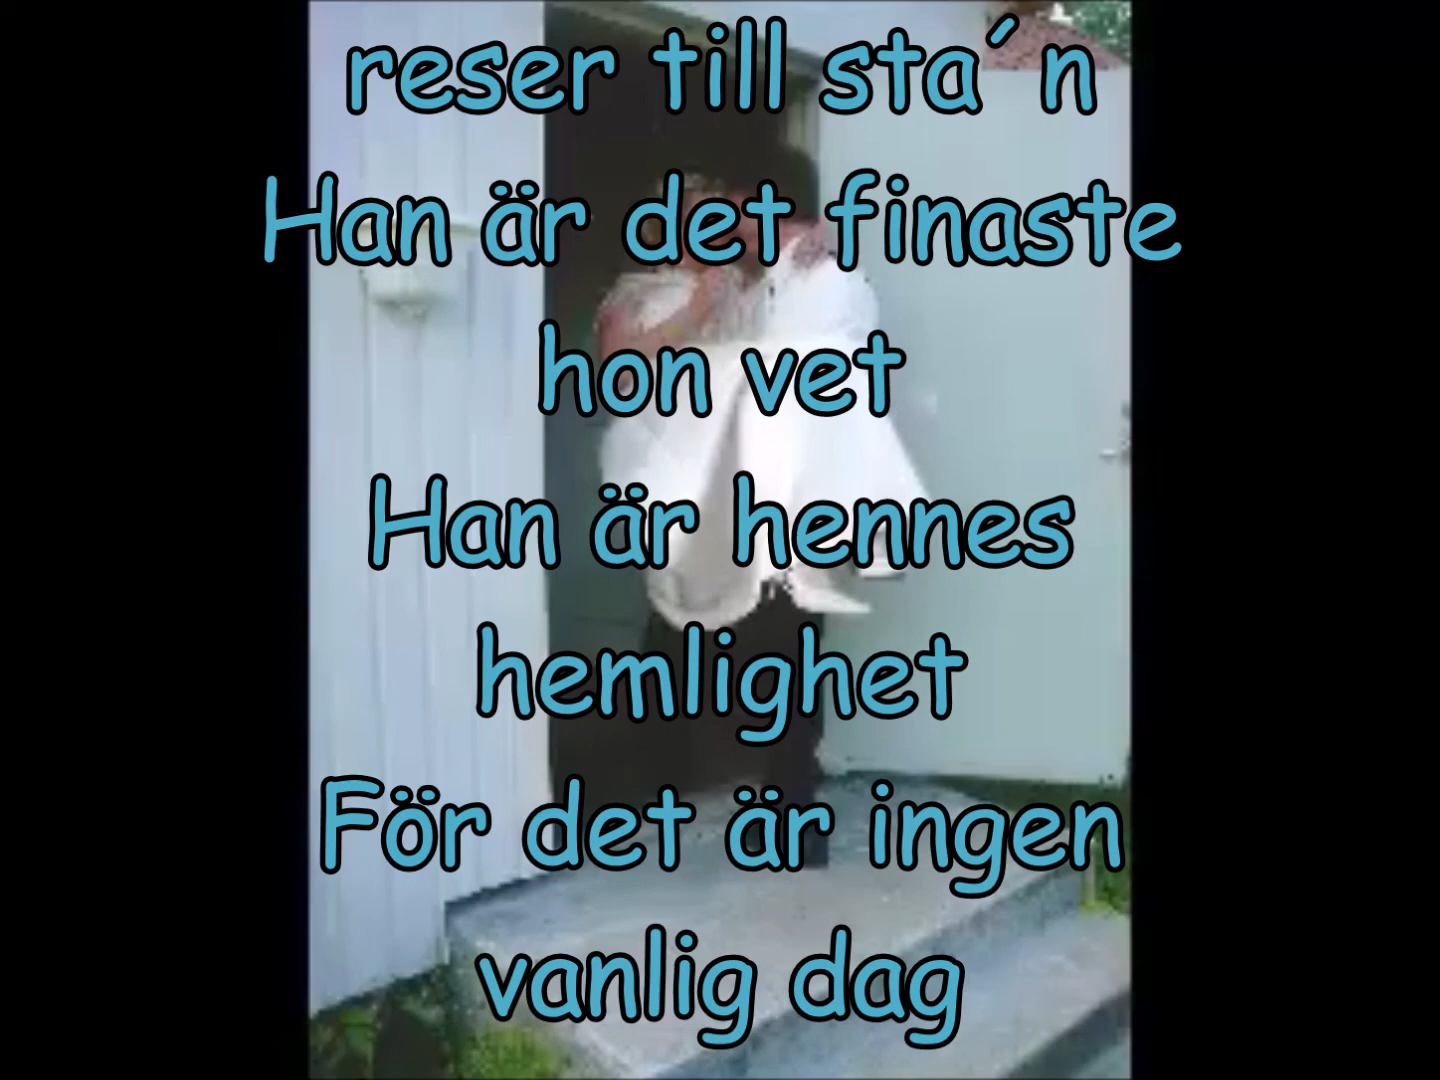 reser till sta´n
Han är det finaste
hon vet
Han är hennes
hemlighet
För det är ingen
vanlig dag